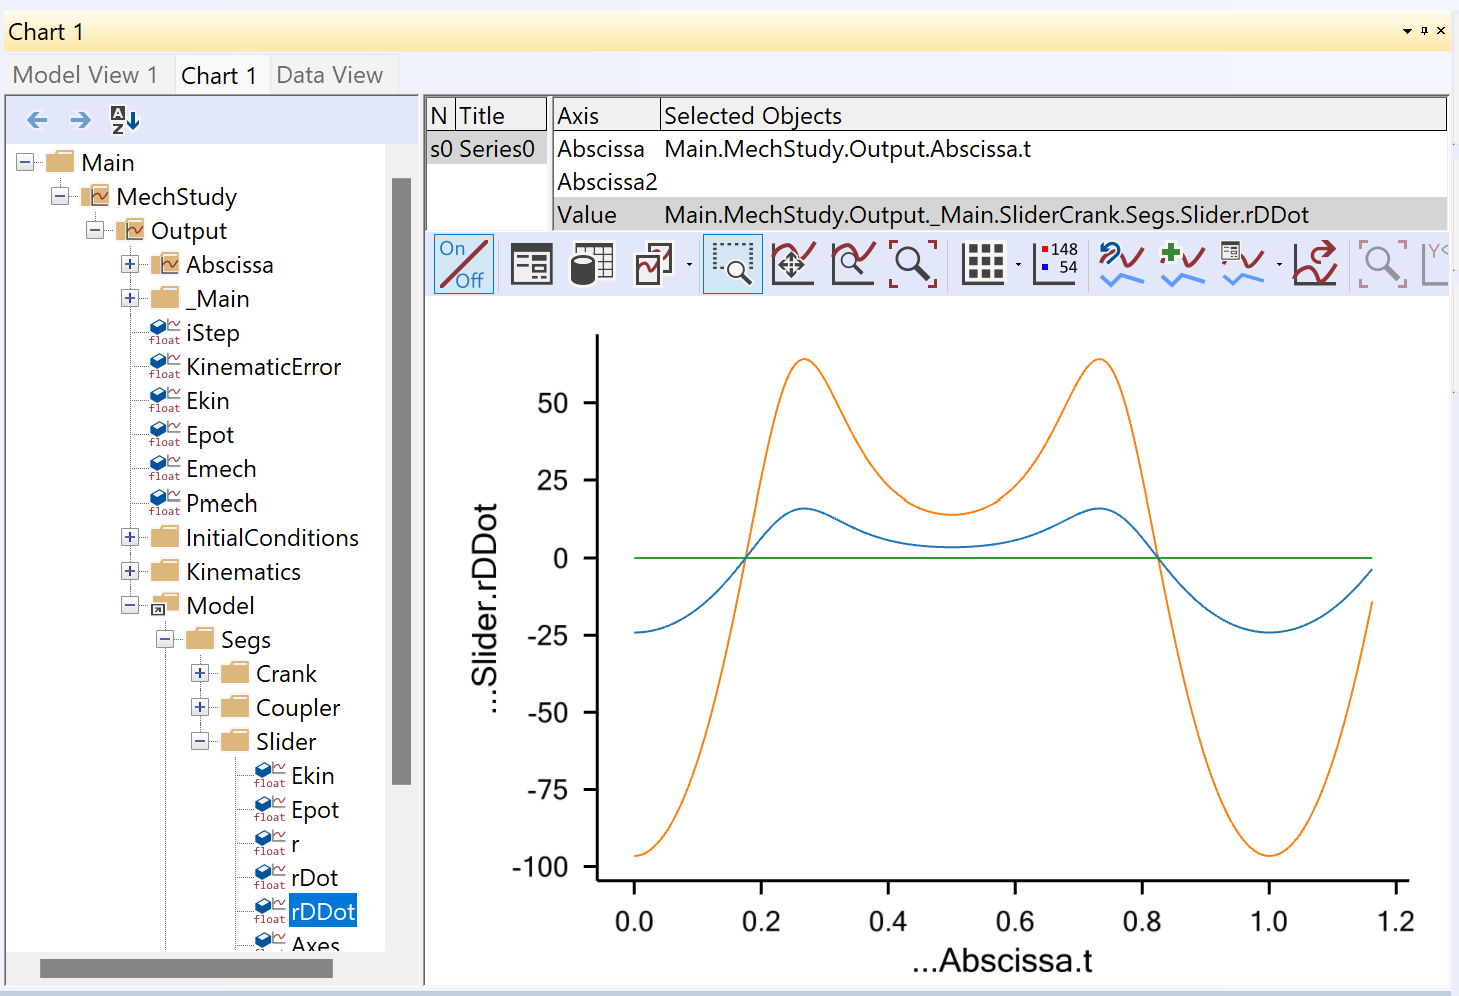 Chart 1
Model View 1 Chart 1 Data View
N Title Axis Selected Objects
s0 Series0 Abscissa Main.MechStudy.Output.Abscissa.t
Abscissa2
Value Main.MechStudy.Output._Main.SliderCrank.Segs.Slider.rDDot
On
Off
148
54
Y<
A
Z
Main
MechStudy
Output
Abscissa
_Main
float iStep
float KinematicError
float Ekin
float Epot
float Emech
float Pmech
InitialConditions
Kinematics
Model
Segs
Crank
Coupler
Slider
float Ekin
float Epot
float r
float rDot
float rDDot
Axes
...Slider.rDDot
50
25
0
-25
-50
-75
-100
0.0 0.2 0.4 0.6 0.8 1.0 1.2
...Abscissa.t